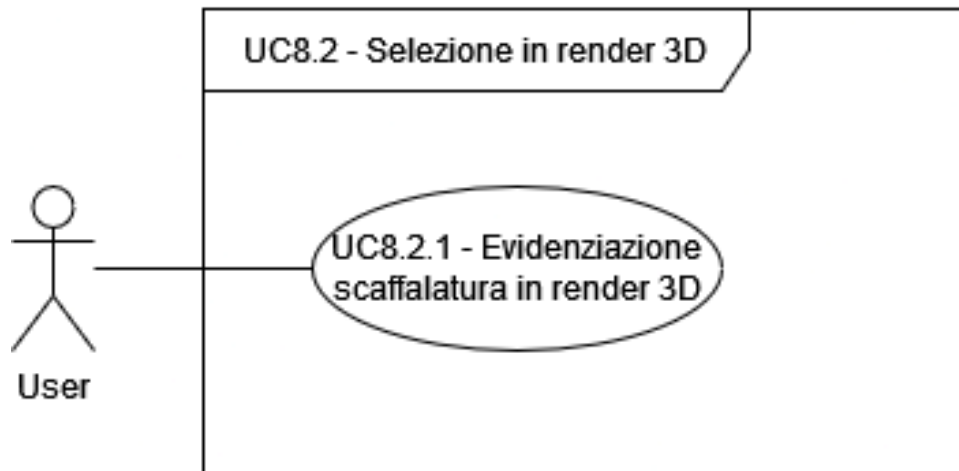 UC8.2 - Selezione in render 3D
UC8.2.1 - Evidenziazione
scaffalatura in render 3D
User